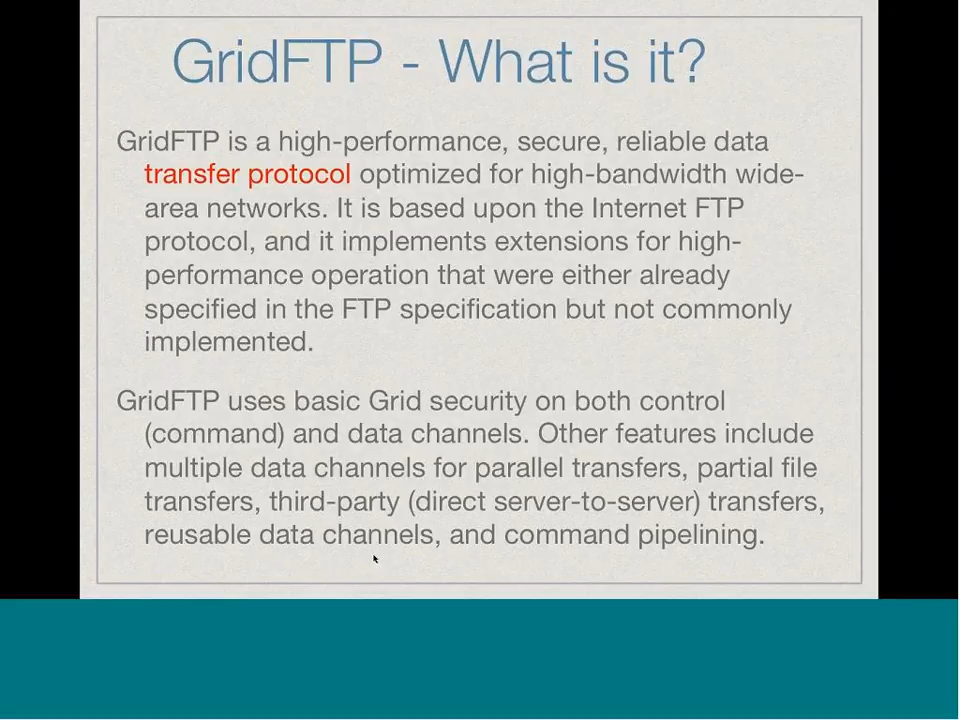 GridFTP - What is it?
GridFTP is a high-performance, secure, reliable data
transfer protocol optimized for high-bandwidth wide-
area networks. It is based upon the Internet FTP
protocol, and it implements extensions for high-
performance operation that were either already
specified in the FTP specification but not commonly
implemented.
GridFTP uses basic Grid security on both control
(command) and data channels. Other features include
multiple data channels for parallel transfers, partial file
transfers, third-party (direct server-to-server) transfers,
reusable data channels, and command pipelining.